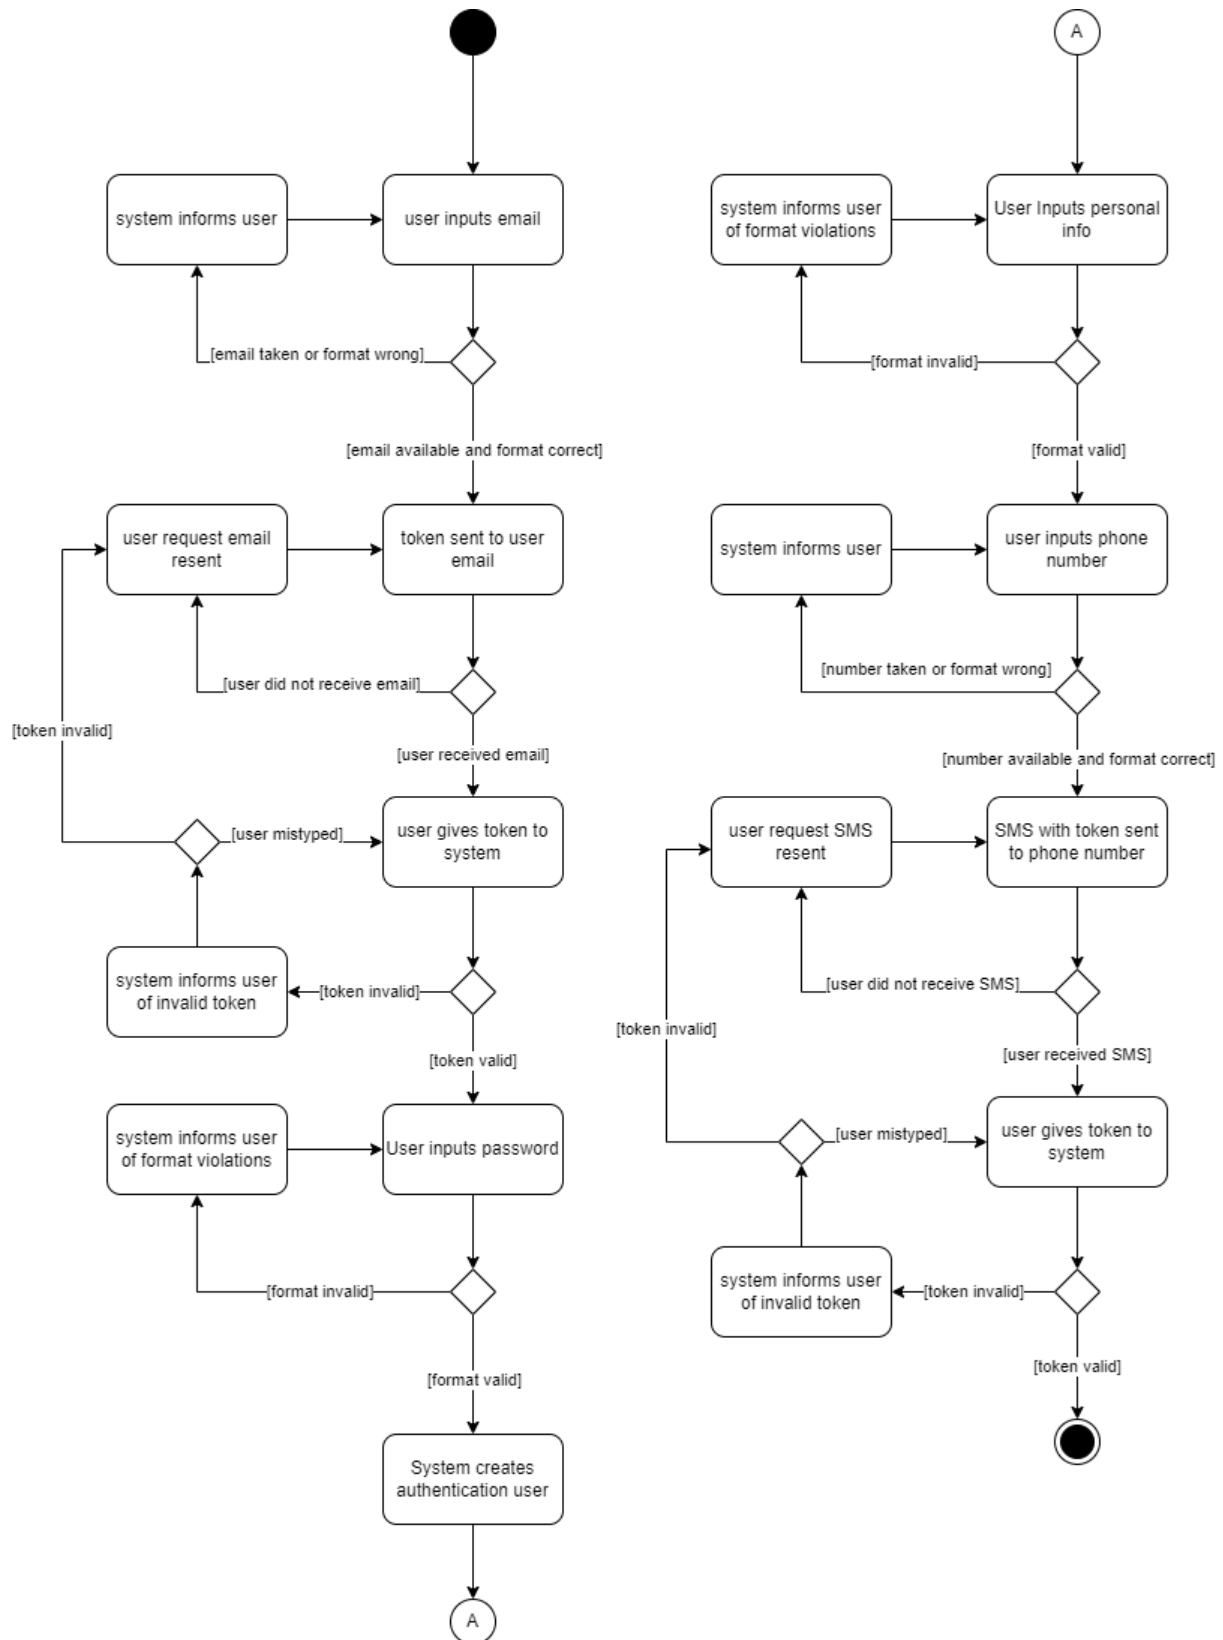 system informs user
user inputs email
[email taken or format wrong]
[email available and format correct]
user request email
resent
token sent to user
email
[user did not receive email]
[token invalid]
[user received email]
[user mistyped]
user gives token to
system
system informs user
of invalid token
[token invalid]
[token valid]
system informs user
of format violations
User inputs password
[format invalid]
[format valid]
System creates
authentication user
A
A
system informs user
of format violations
User Inputs personal
info
[format invalid]
[format valid]
system informs user
user inputs phone
number
[number taken or format wrong]
[number available and format correct]
user request SMS
resent
SMS with token sent
to phone number
[user did not receive SMS]
[token invalid]
[user received SMS]
[user mistyped]
user gives token to
system
system informs user
of invalid token
[token invalid]
[token valid]